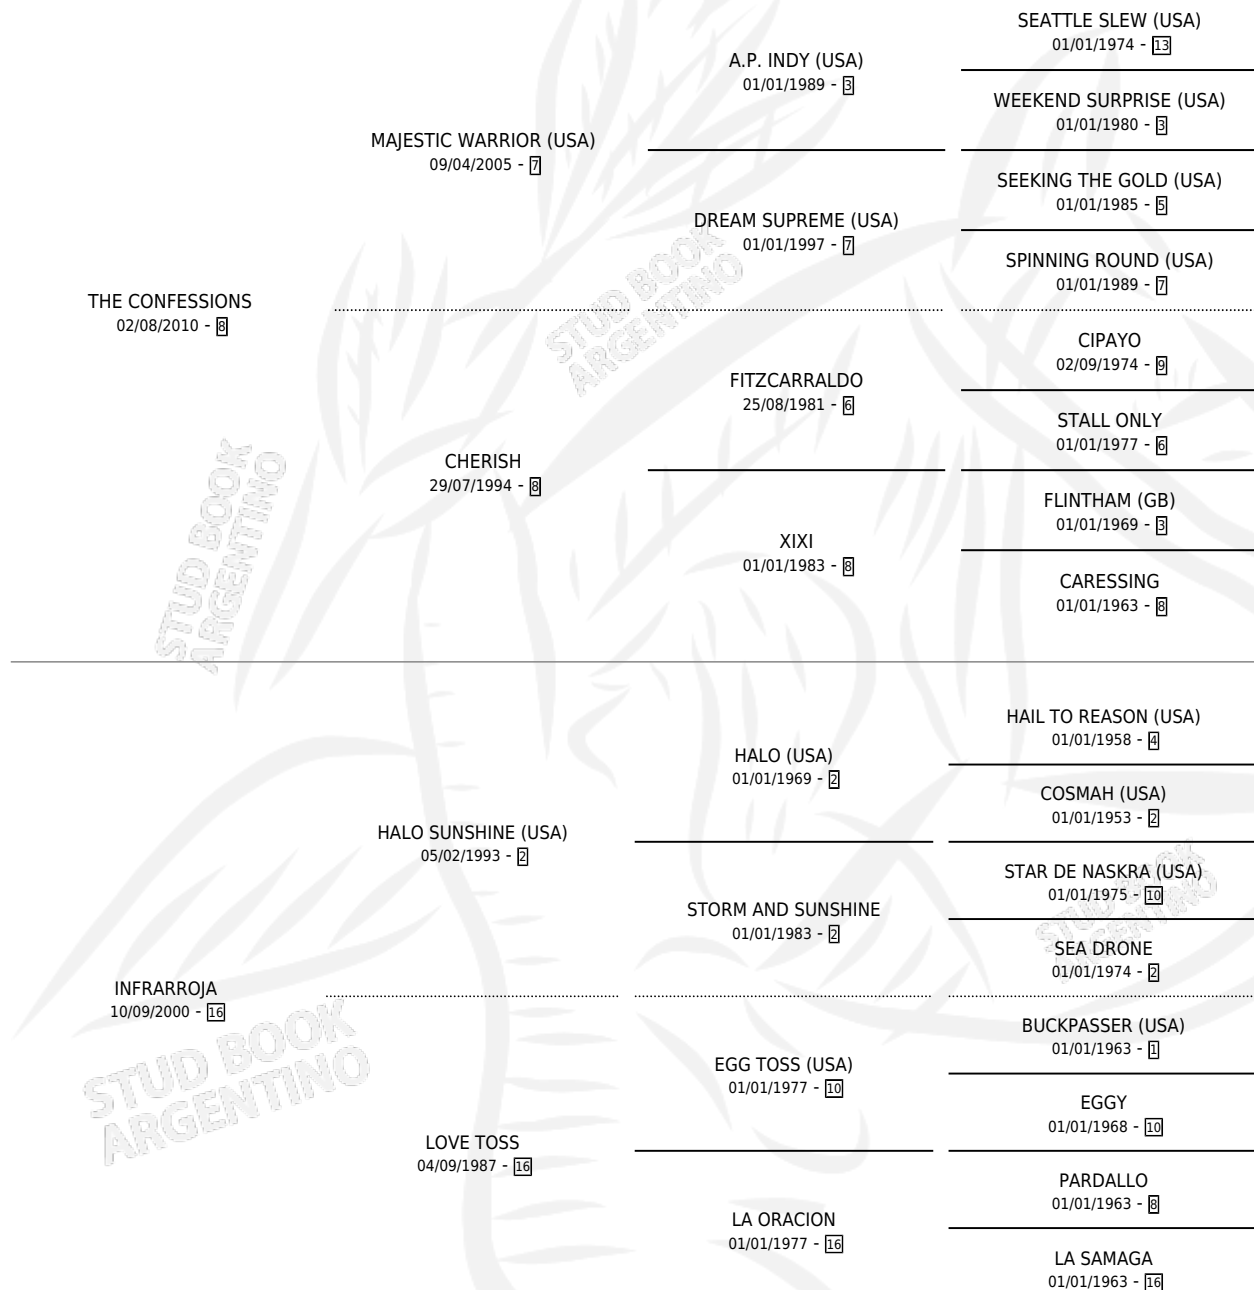 SEATTLE SLEW (USA)
01/01/1974 - 13
A.P. INDY (USA)
01/01/1989 - 3
WEEKEND SURPRISE (USA)
01/01/1980 - 3
MAJESTIC WARRIOR (USA)
09/04/2005 - 7
SEEKING THE GOLD (USA)
01/01/1985 - 5
DREAM SUPREME (USA)
01/01/1997 - 7
SPINNING ROUND (USA)
01/01/1989 - 7
THE CONFESSIONS
02/08/2010 - 8
STUD BOOK
ARGENTINO
CIPAYO
02/09/1974 - 9
FITZCARRALDO
25/08/1981 - 6
STALL ONLY
01/01/1977 - 6
CHERISH
29/07/1994 - 8
FLINTHAM (GB)
01/01/1969 - 3
XIXI
01/01/1983 - 8
CARESSING
01/01/1963 - 8
STUD BOOK
ARGENTINO
HAIL TO REASON (USA)
01/01/1958 - 4
HALO (USA)
01/01/1969 - 2
COSMAH (USA)
01/01/1953 - 2
HALO SUNSHINE (USA)
05/02/1993 - 2
STAR DE NASKRA (USA)
01/01/1975 - 10
STORM AND SUNSHINE
01/01/1983 - 2
STUD BOOK
ARGENTINO
SEA DRONE
01/01/1974 - 2
INFRARROJA
10/09/2000 - 16
STUD BOOK
ARGENTINO
BUCKPASSER (USA)
01/01/1963 - 1
EGG TOSS (USA)
01/01/1977 - 10
EGGY
01/01/1968 - 10
LOVE TOSS
04/09/1987 - 16
PARDALLO
01/01/1963 - 8
LA ORACION
01/01/1977 - 16
LA SAMAGA
01/01/1963 - 16